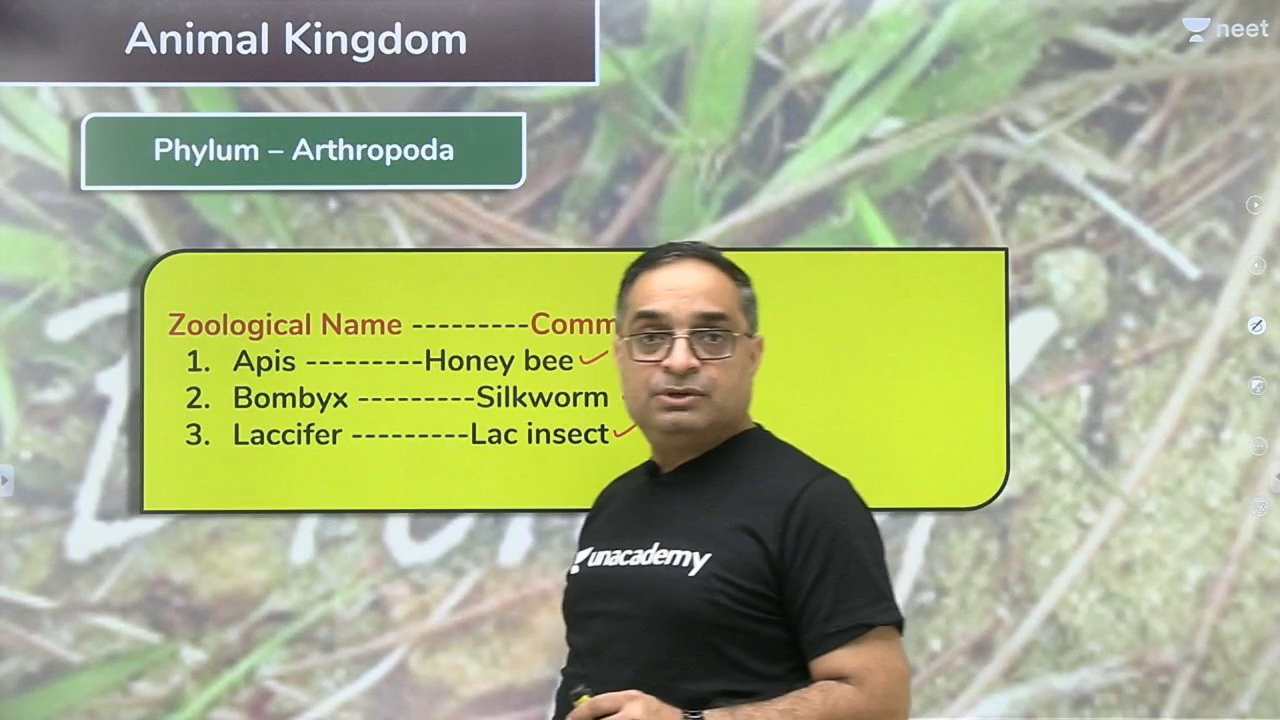 Animal Kingdom
neet
Phylum – Arthropoda
Zoological Name ---------Comm
1. Apis ---------Honey bee
2. Bombyx ---------Silkworm
3. Laccifer ---------Lac insect
unacademy